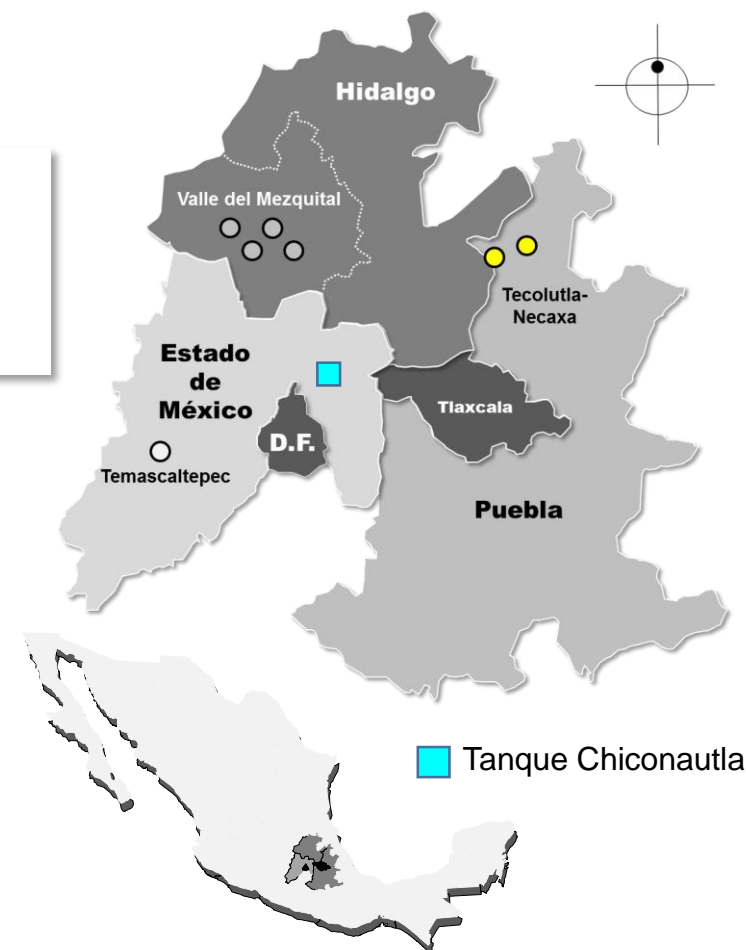 Hidalgo
Valle del Mezquital
Tecolutla-
Necaxa
Estado
de
México
Tlaxcala
D.F.
Temascaltepec
Puebla
Tanque Chiconautla